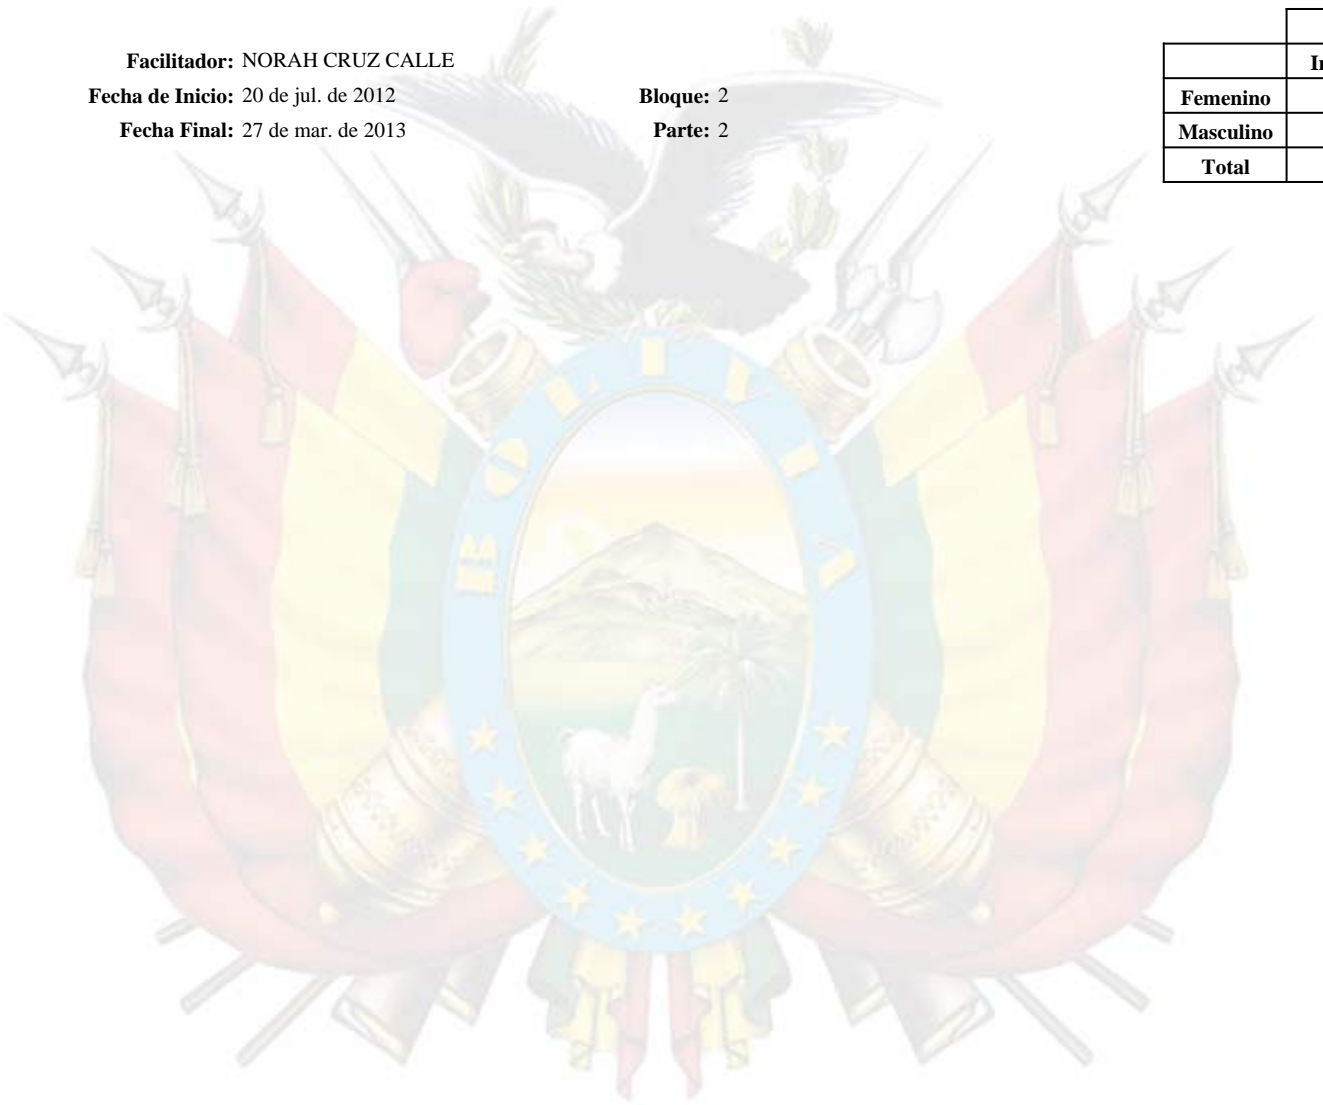 Facilitador: NORAH CRUZ CALLE
Fecha de Inicio: 20 de jul. de 2012 Bloque: 2
Fecha Final: 27 de mar. de 2013 Parte: 2
Femenino
Masculino
Total
BOLIVIA